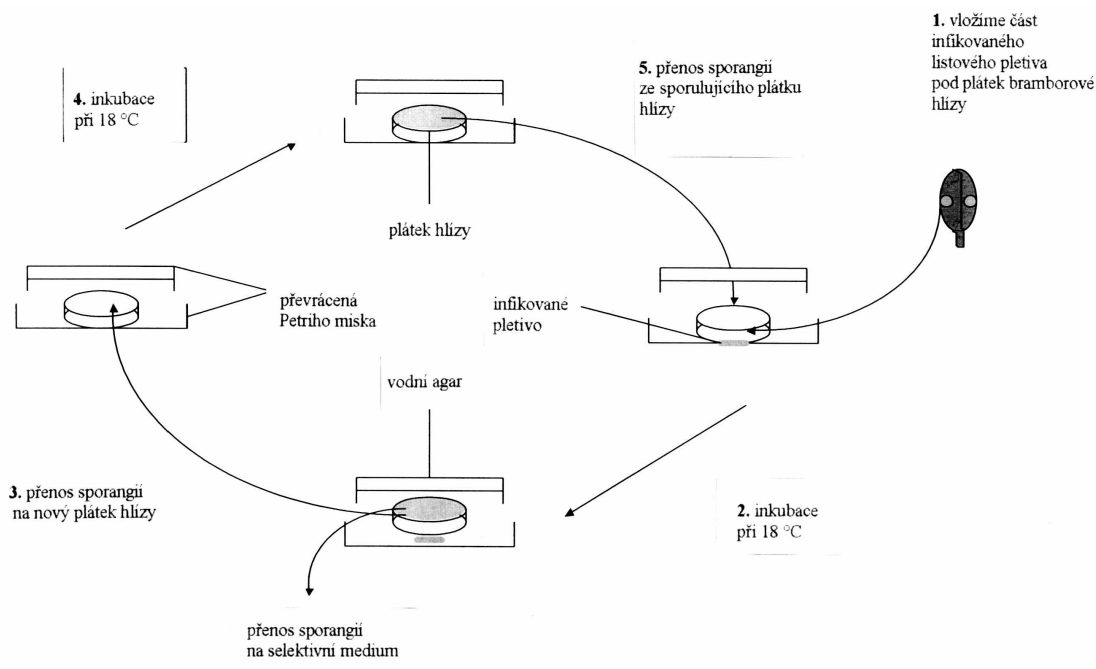 1. vložíme část
infikovaného
listového pletiva
pod plátek bramborové
hlízy
5. přenos sporangií
ze sporulujícího plátku
hlízy
4. inkubace
při 18 °C
plátek hlízy
převrácená
Petriho miska
infikované
pletivo
vodní agar
3. přenos sporangií
na nový plátek hlízy
2. inkubace
při 18 °C
přenos sporangií
na selektivní medium